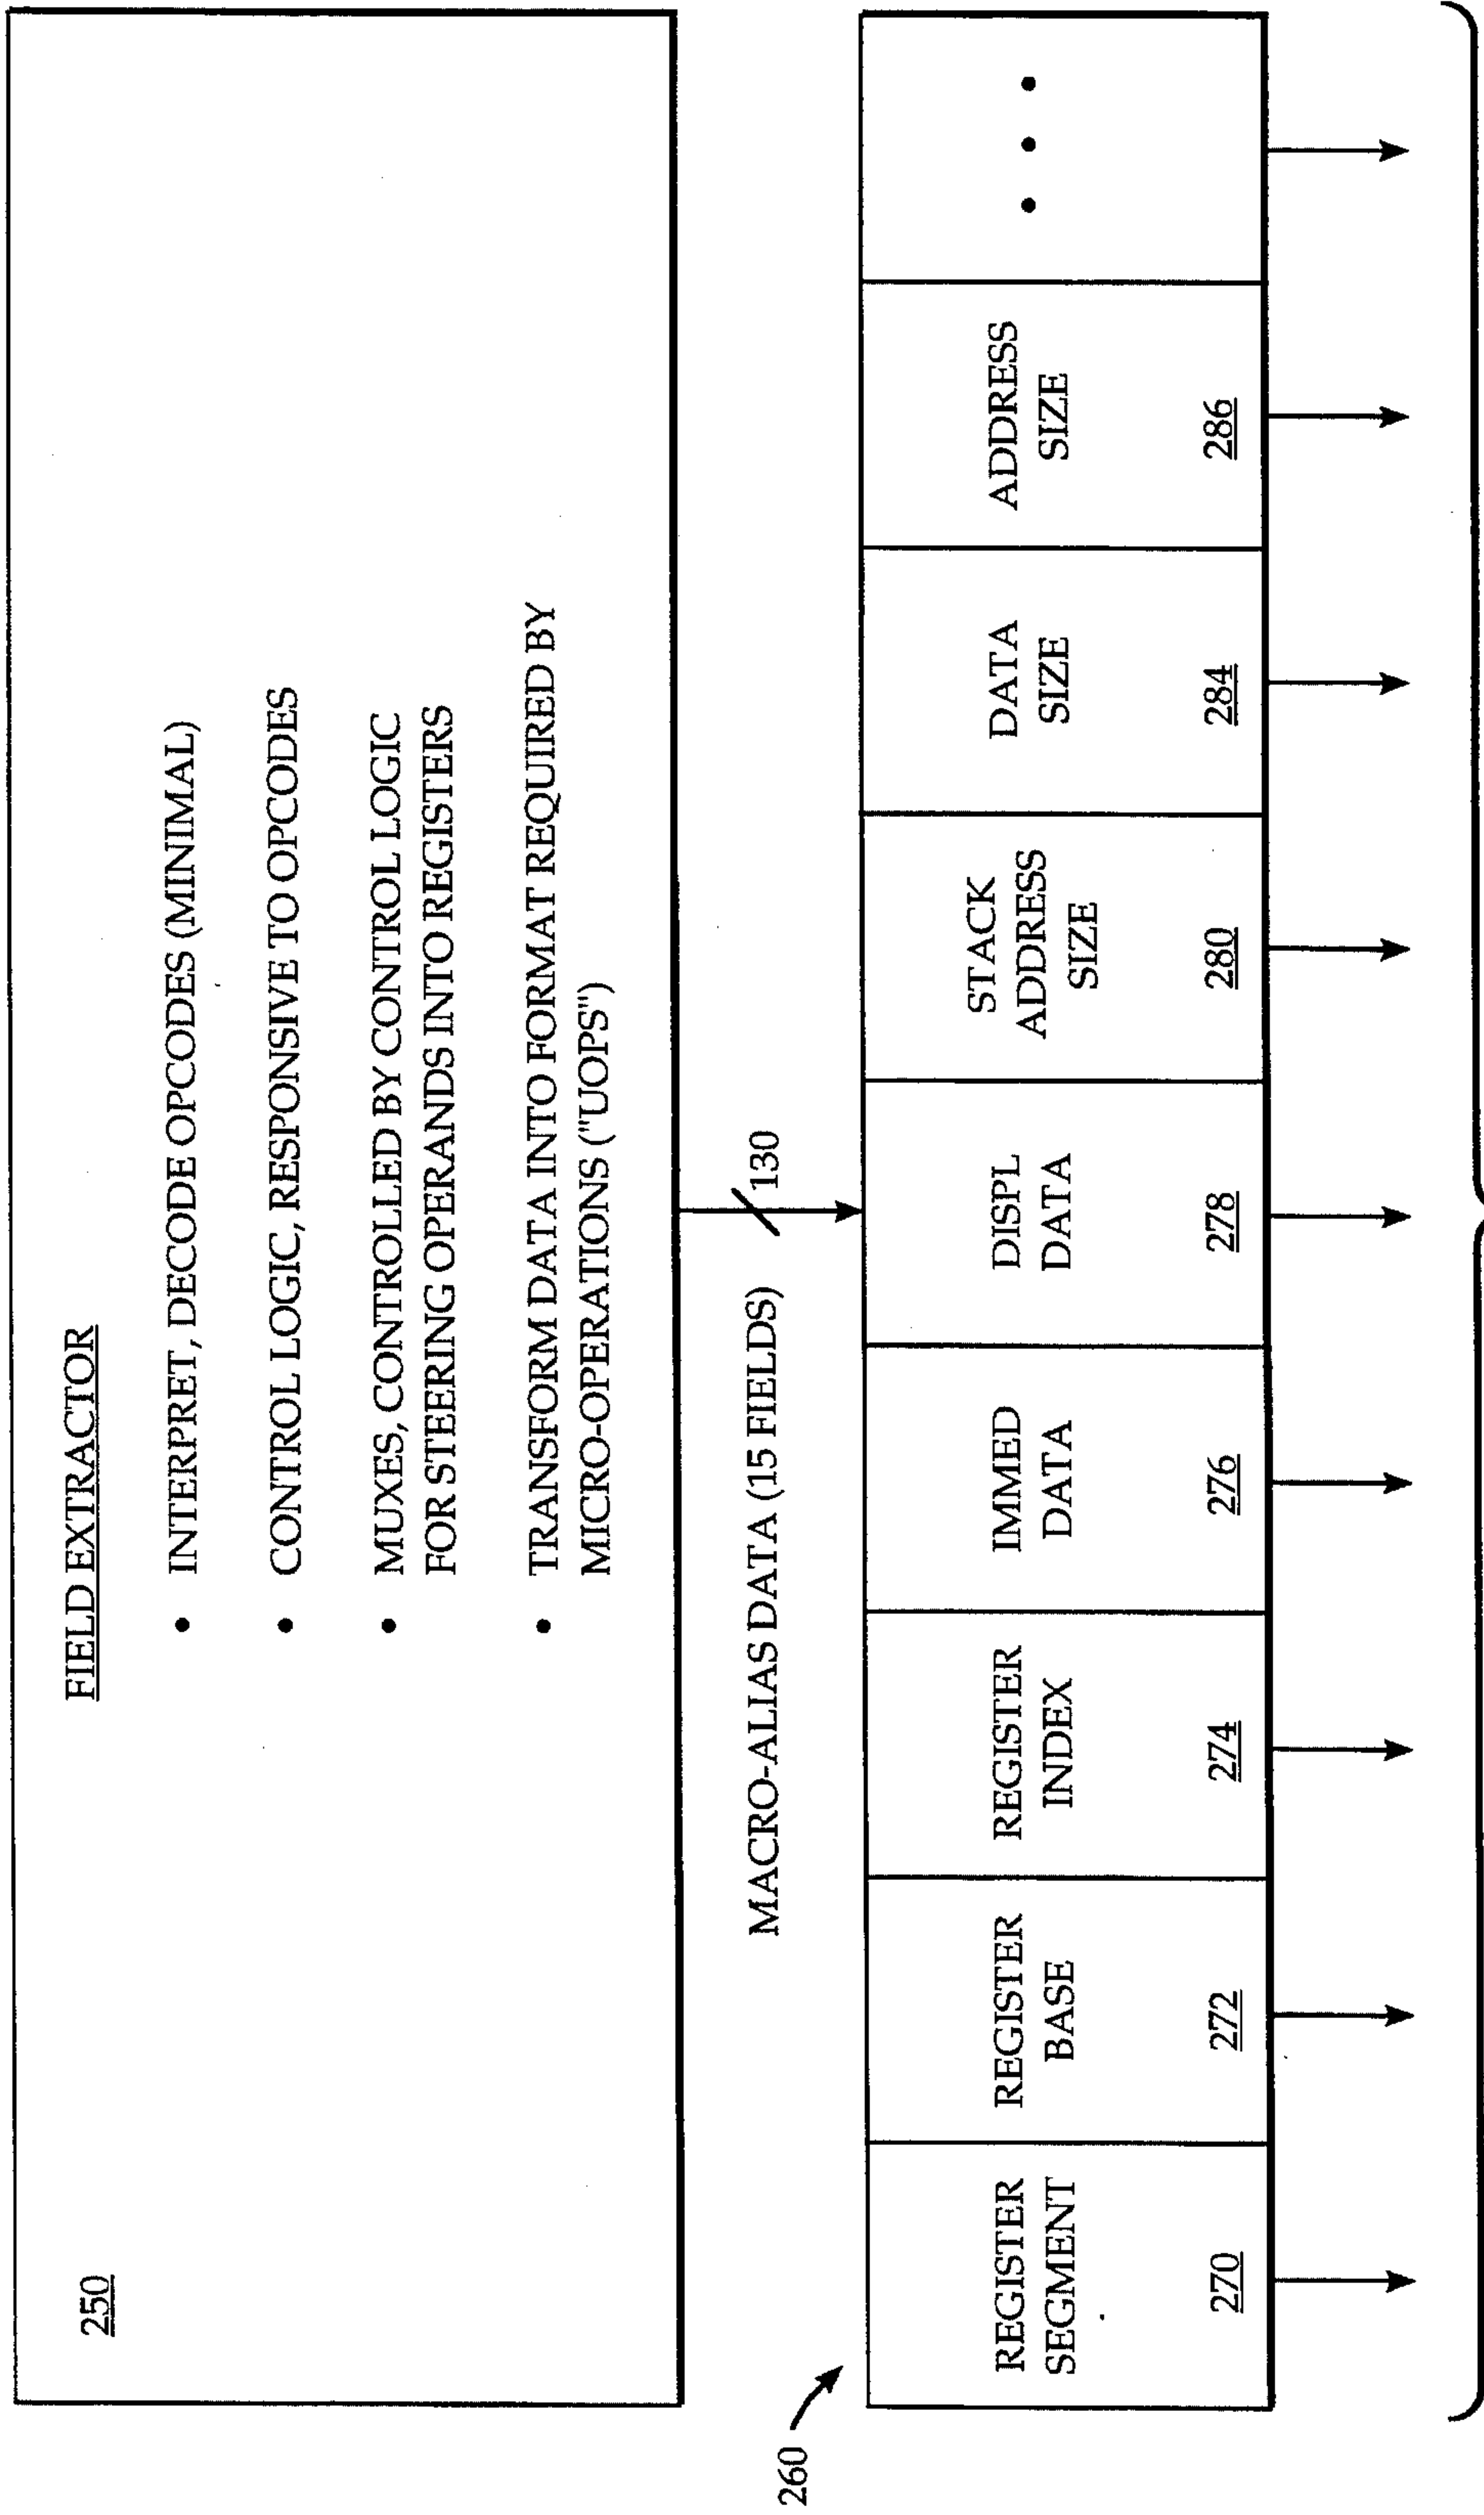 250
FIELD EXTRACTOR
• INTERPRET, DECODE OPCODES (MINIMAL)
• CONTROL LOGIC, RESPONSIVE TO OPCODES
• MUXES, CONTROLLED BY CONTROL LOGIC
FOR STEERING OPERANDS INTO REGISTERS
• TRANSFORM DATA INTO FORMAT REQUIRED BY
MICRO-OPERATIONS ("UOPS")
MACRO-ALIAS DATA (15 FIELDS)
130
260
REGISTER
SEGMENT
270
REGISTER
BASE
272
REGISTER
INDEX
274
IMMED
DATA
276
DISPL
DATA
278
STACK
ADDRESS
SIZE
280
DATA
SIZE
284
ADDRESS
SIZE
286
• • •